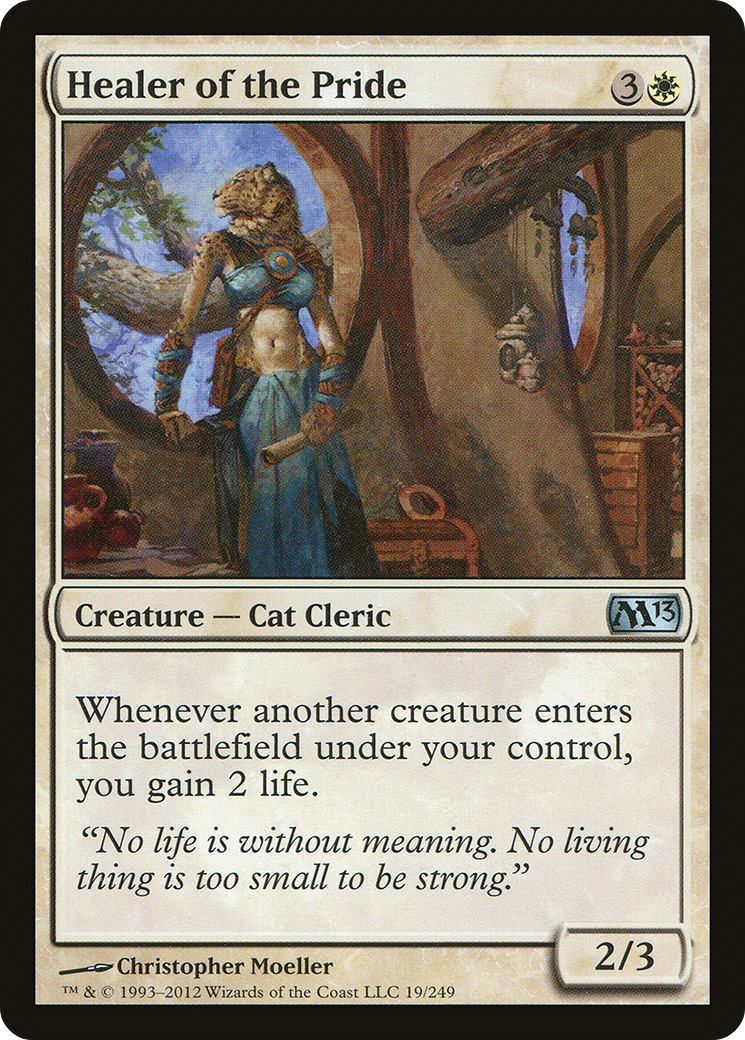 Healer of the Pride 3
Creature — Cat Cleric M13
Whenever another creature enters
the battlefield under your control,
you gain 2 life.
“No life is without meaning. No living
thing is too small to be strong.”
2/3
Christopher Moeller
™ & © 1993–2012 Wizards of the Coast LLC 19/249